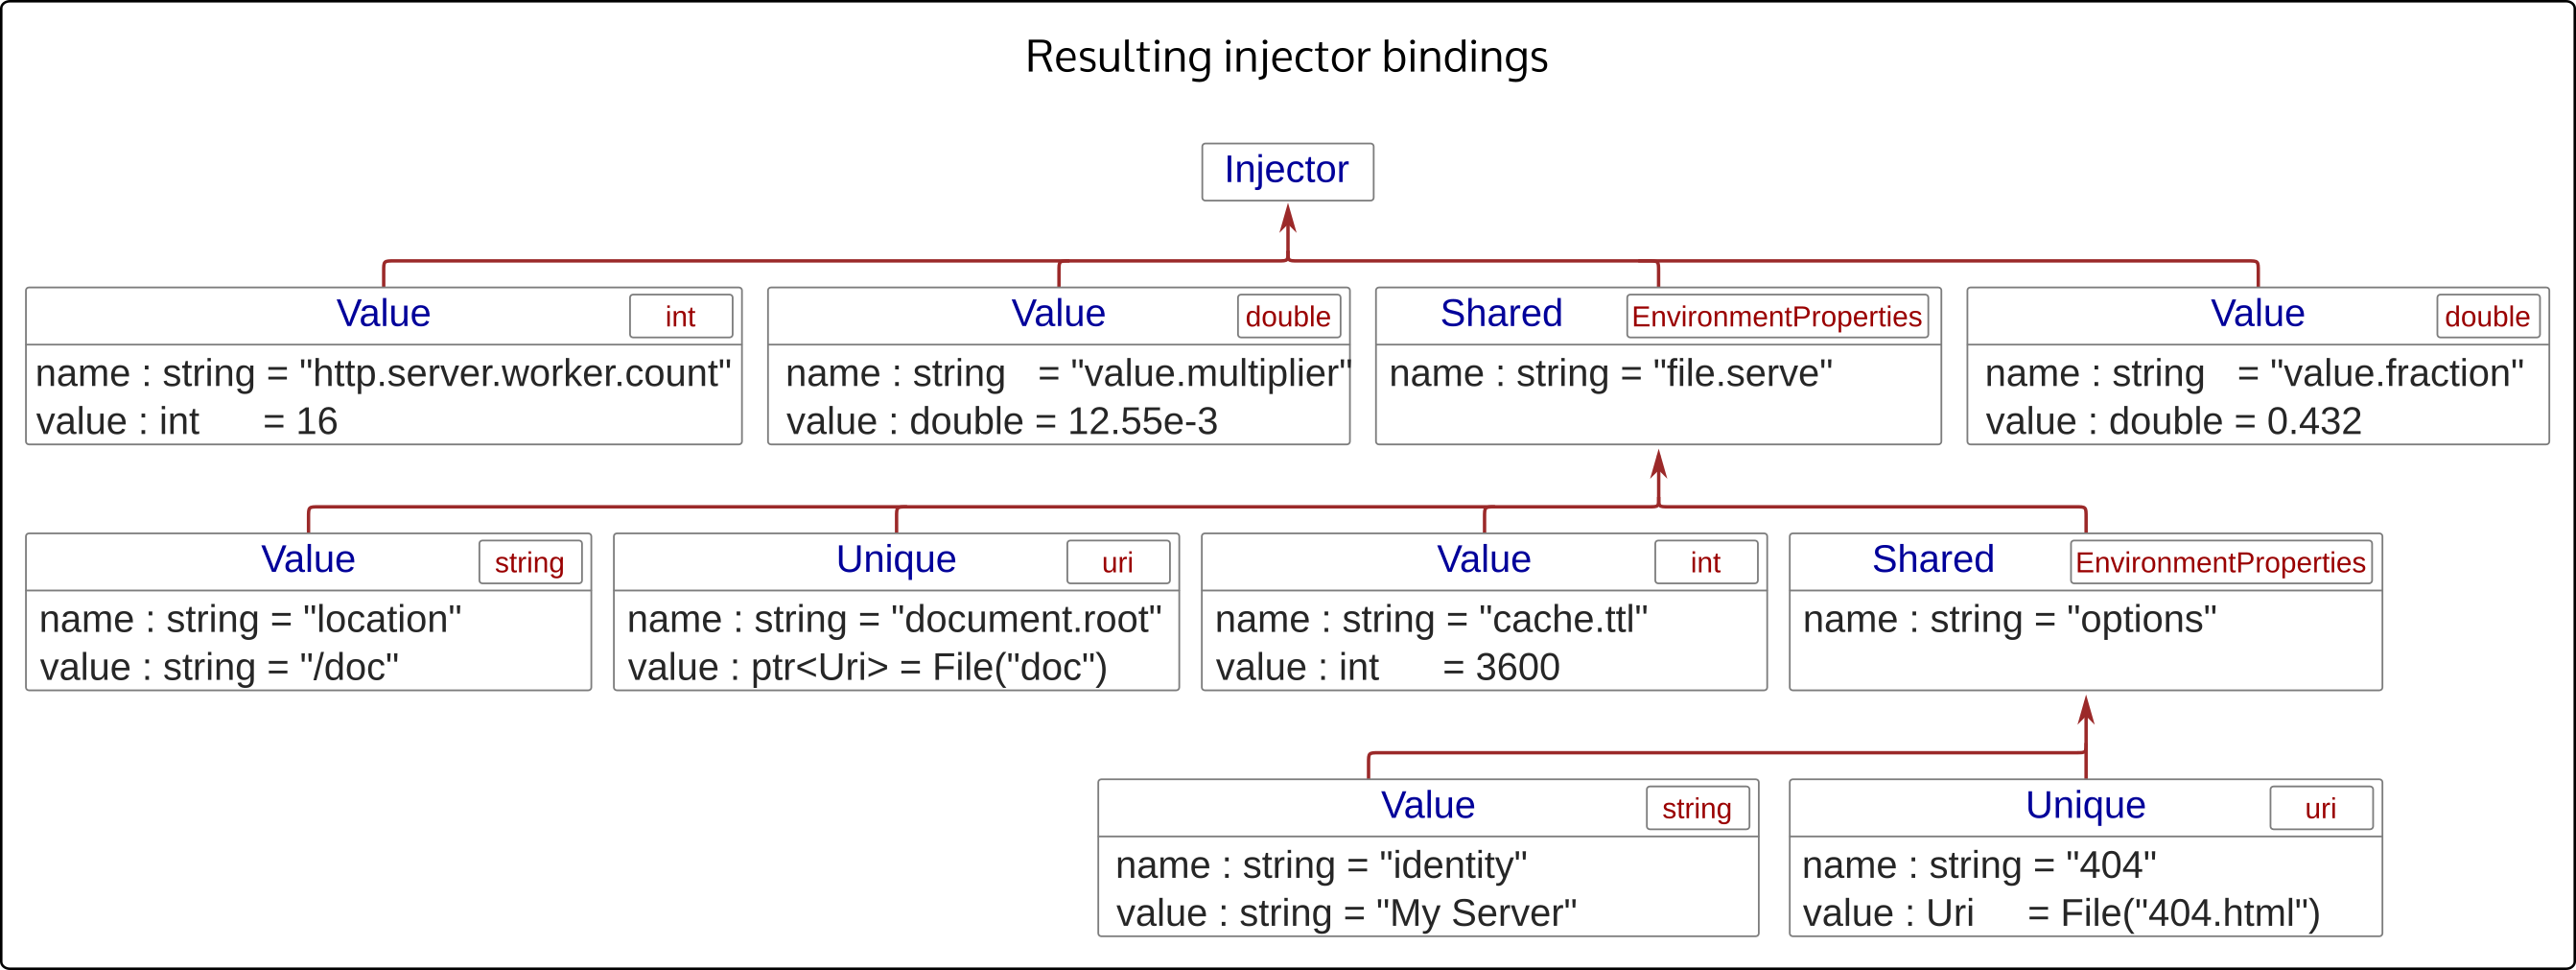 Resulting injector bindings
Injector
Value int
name : string = "http.server.worker.count"
value : int = 16
Value double
name : string = "value.multiplier"
value : double = 12.55e-3
Shared EnvironmentProperties
name : string = "file.serve"
Value double
name : string = "value.fraction"
value : double = 0.432
Value string
name : string = "location"
value : string = "/doc"
Unique uri
name : string = "document.root"
value : ptr<Uri> = File("doc")
Value int
name : string = "cache.ttl"
value : int = 3600
Shared EnvironmentProperties
name : string = "options"
Value string
name : string = "identity"
value : string = "My Server"
Unique uri
name : string = "404"
value : Uri = File("404.html")